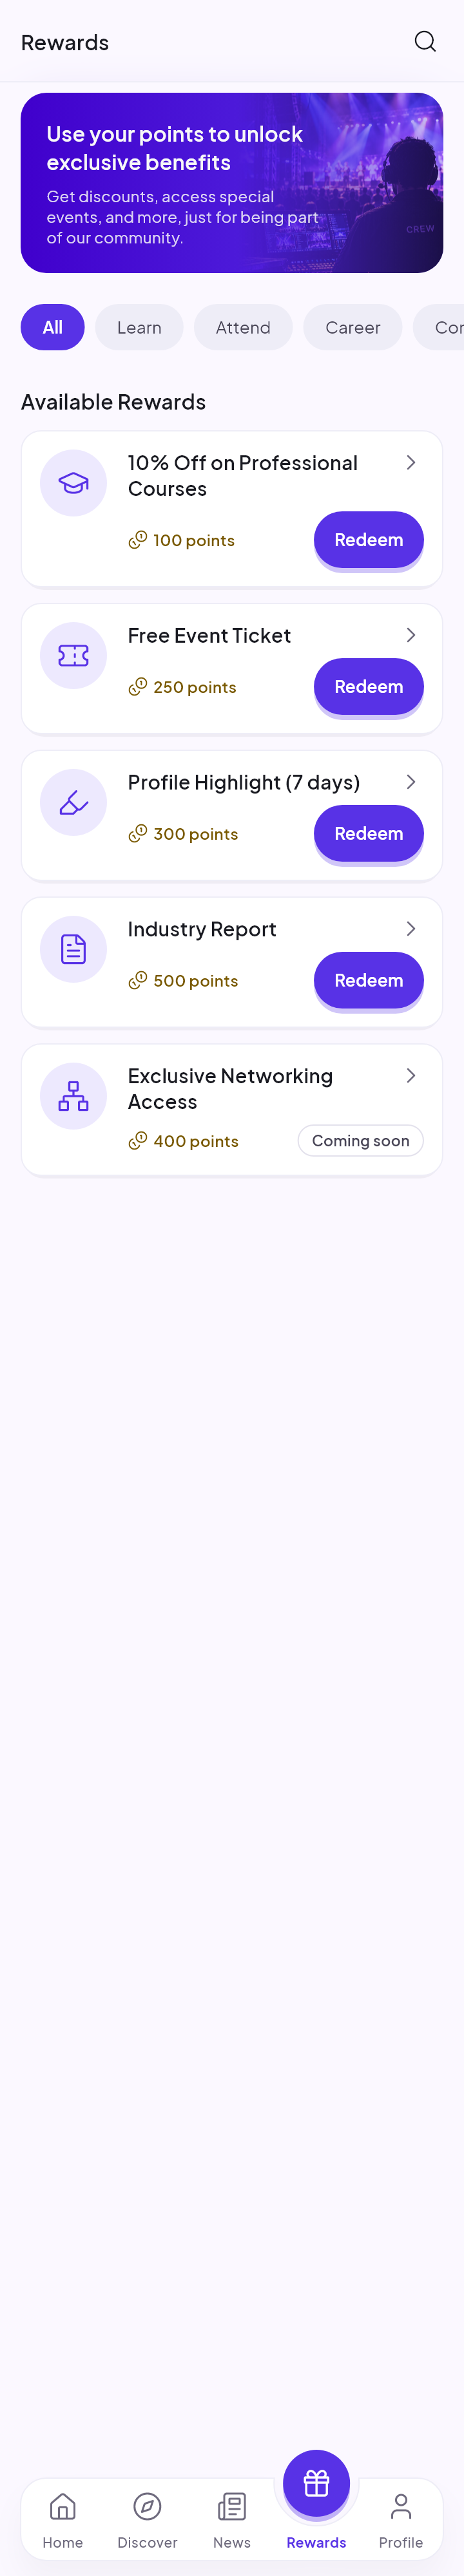 Rewards
Use your points to unlock
exclusive benefits
Get discounts, access special
events, and more, just for being part
of our community.
CREW
All
Learn
Attend
Career
Available Rewards
10% Off on Professional
Courses
100 points
Redeem
Free Event Ticket
250 points
Redeem
Profile Highlight (7 days)
300 points
Redeem
Industry Report
500 points
Redeem
Exclusive Networking
Access
400 points
Coming soon
Home
Discover
News
Rewards
Profile